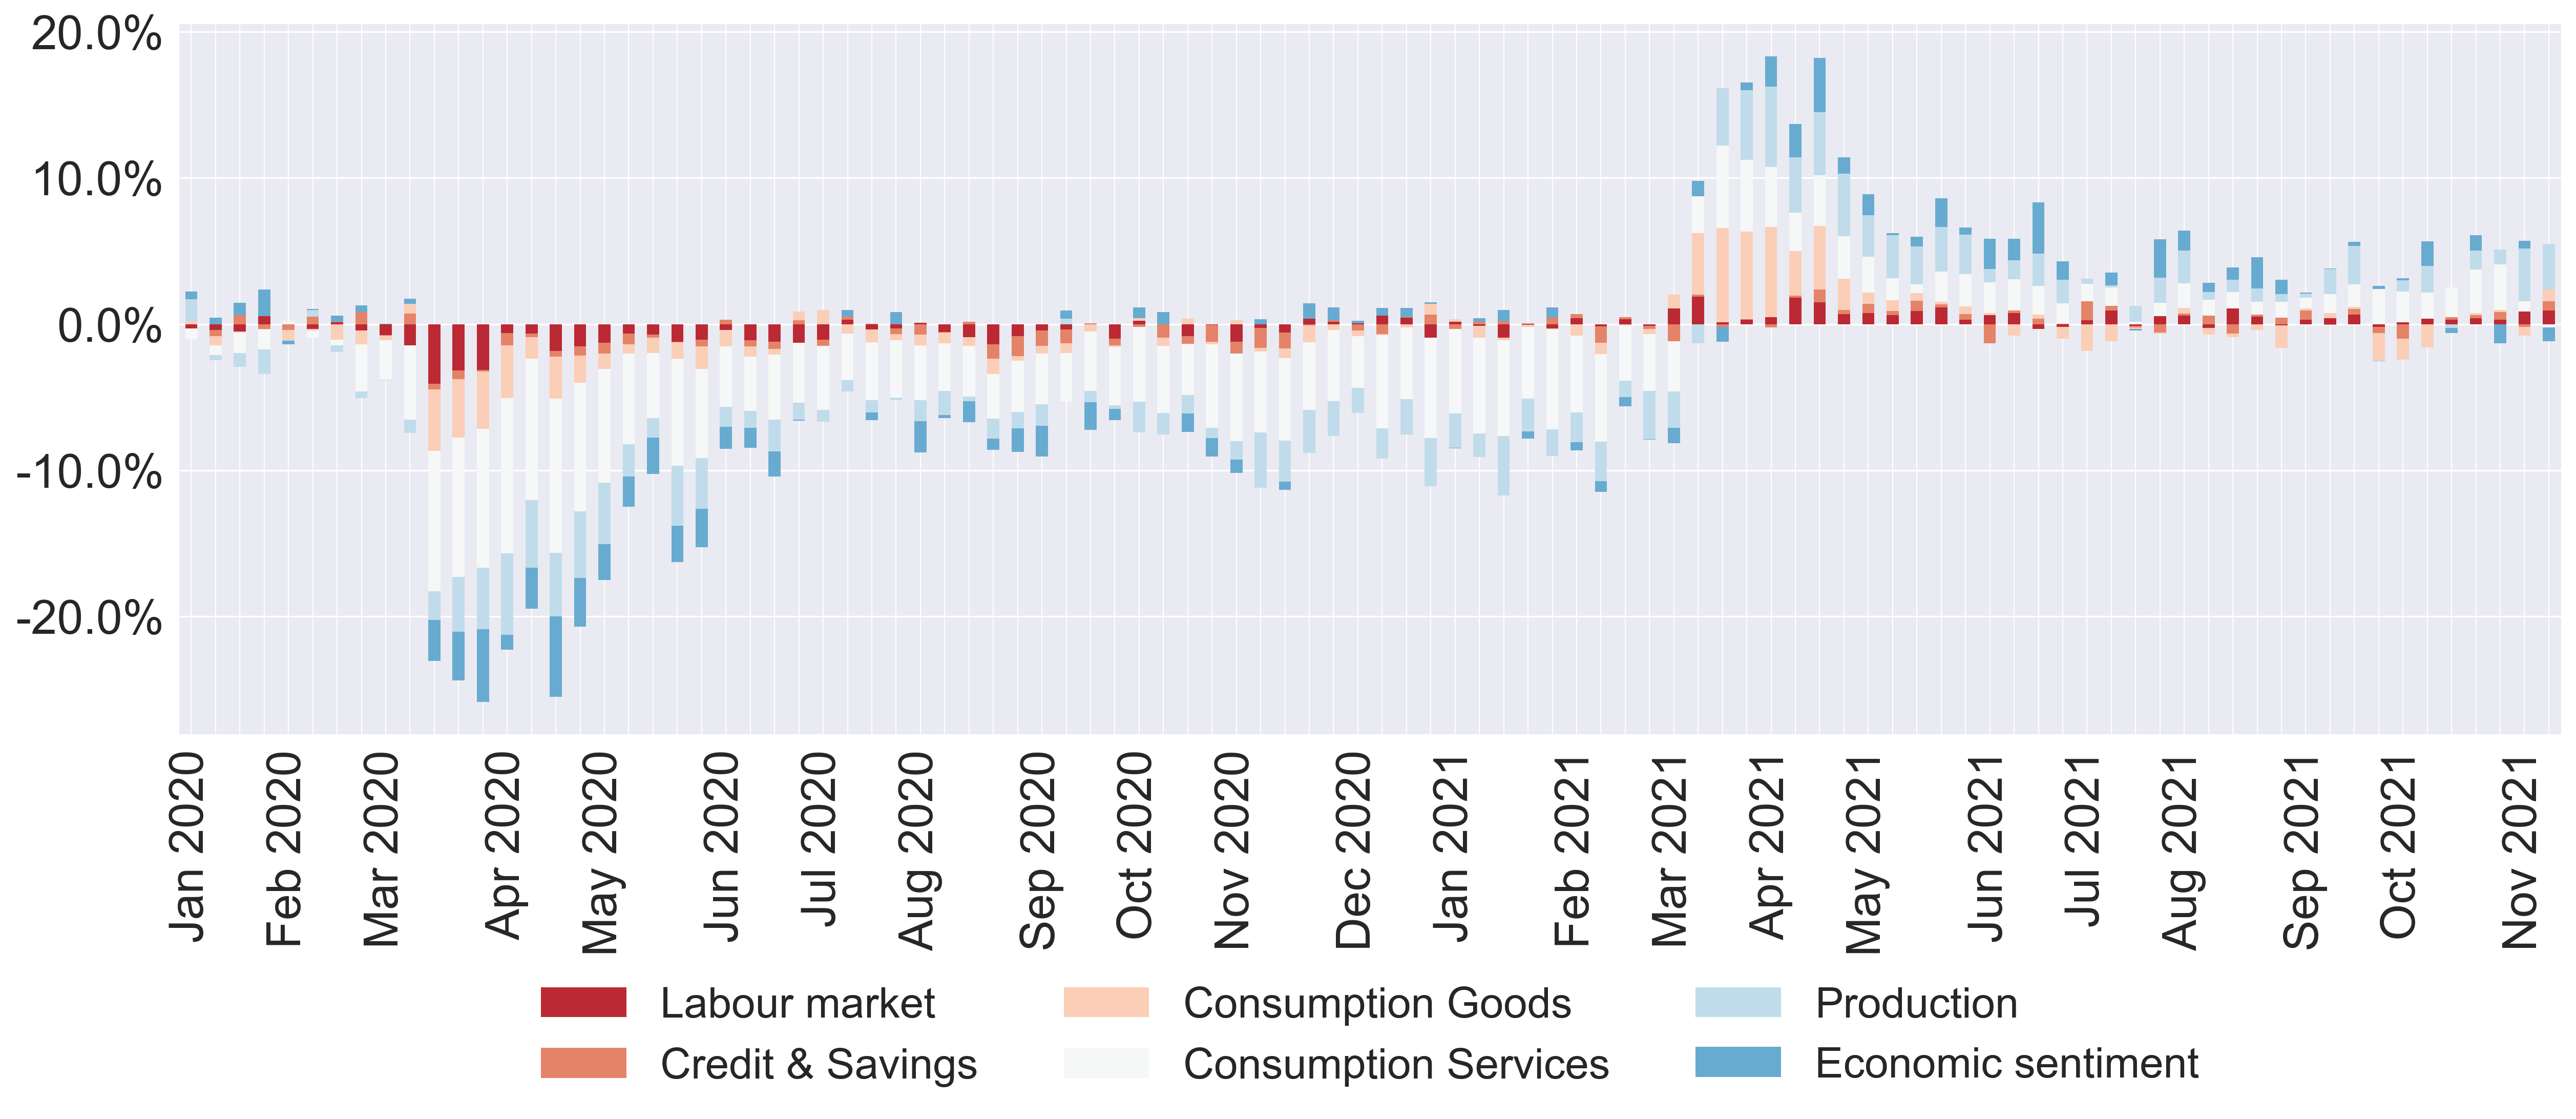 20.0%
10.0%
0.0%
-10.0%
-20.0%
Jan 2020
Feb 2020
Mar 2020
Apr 2020
May 2020
Jun 2020
Jul 2020
Aug 2020
Sep 2020
Oct 2020
Nov 2020
Dec 2020
Jan 2021
Feb 2021
Mar 2021
Apr 2021
May 2021
Jun 2021
Jul 2021
Aug 2021
Sep 2021
Oct 2021
Nov 2021
Labour market
Consumption Goods
Production
Credit & Savings
Consumption Services
Economic sentiment